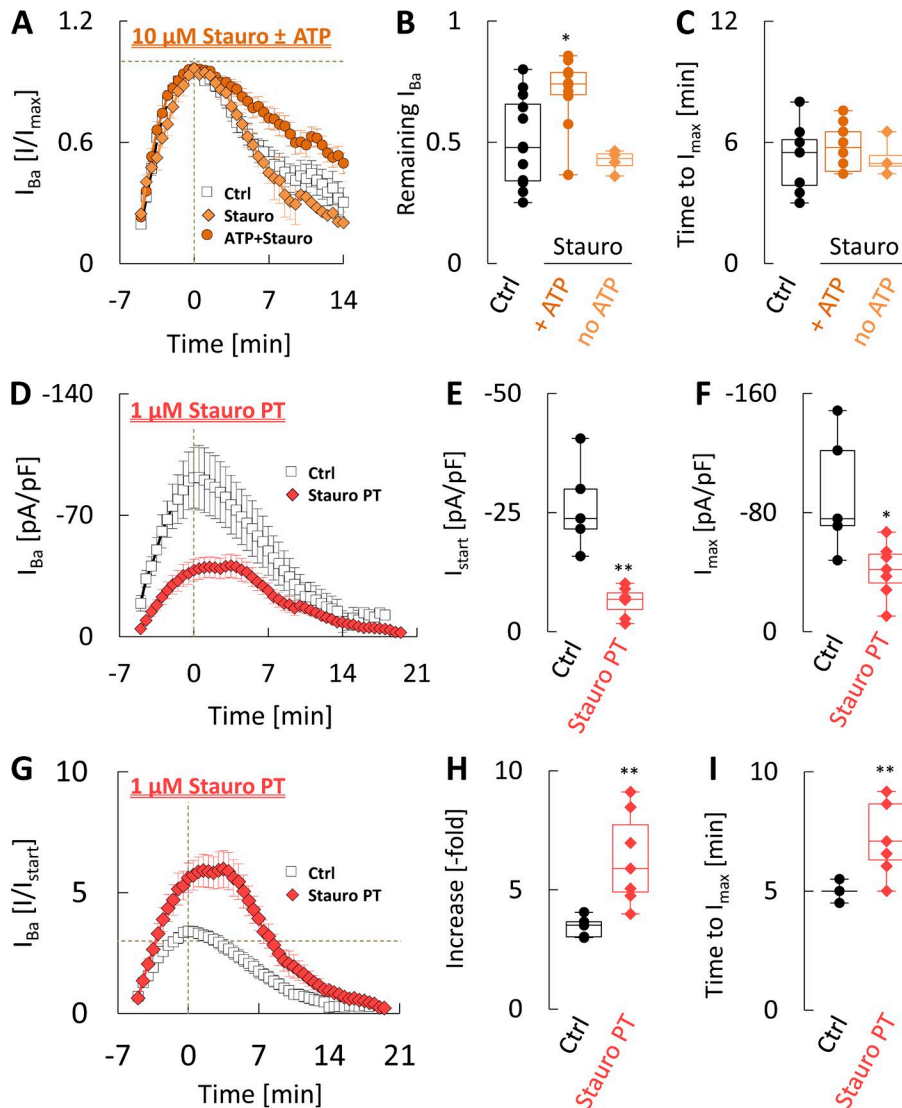 A
10 µM Stauro ± ATP
1.2
0.6
0
I_Ba [I/I_max]
Ctrl
Stauro
ATP+Stauro
-7
0
7
14
Time [min]
B
*
1
0.5
0
Remaining I_Ba
Stauro
Ctrl
+ ATP
no ATP
C
12
6
0
Time to I_max [min]
Stauro
Ctrl
+ ATP
no ATP
D
1 µM Stauro PT
-140
-70
0
I_Ba [pA/pF]
Ctrl
Stauro PT
-7
0
7
14
21
Time [min]
E
-50
-25
0
I_start [pA/pF]
**
Ctrl
Stauro PT
F
-160
-80
0
I_max [pA/pF]
*
Ctrl
Stauro PT
G
1 µM Stauro PT
10
5
0
I_Ba [I/I_start]
Ctrl
Stauro PT
-7
0
7
14
21
Time [min]
H
**
10
5
0
Increase [-fold]
Ctrl
Stauro PT
I
**
10
5
0
Time to I_max [min]
Ctrl
Stauro PT